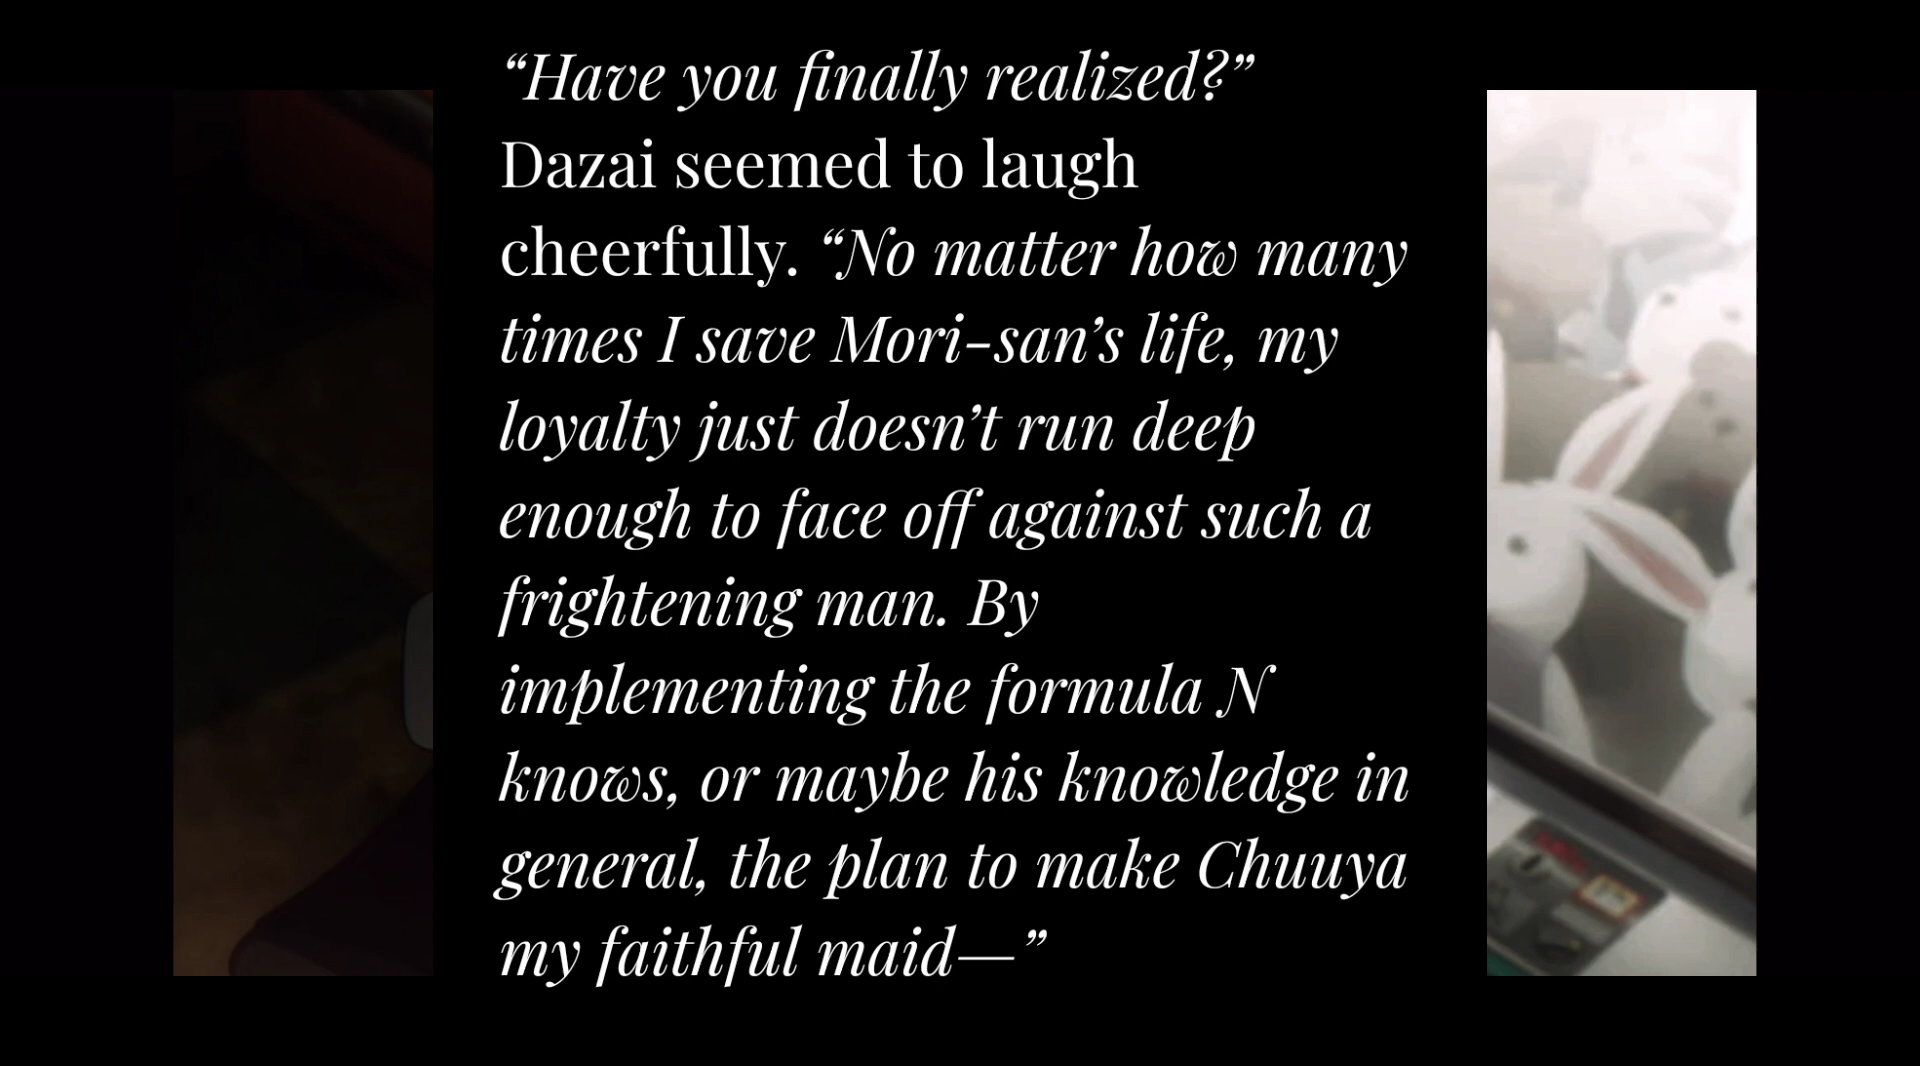 “Have you finally realized?”
Dazai seemed to laugh
cheerfully. “No matter how many
times I save Mori-san’s life, my
loyalty just doesn’t run deep
enough to face off against such a
frightening man. By
implementing the formula N
knows, or maybe his knowledge in
general, the plan to make Chuuya
my faithful maid—”